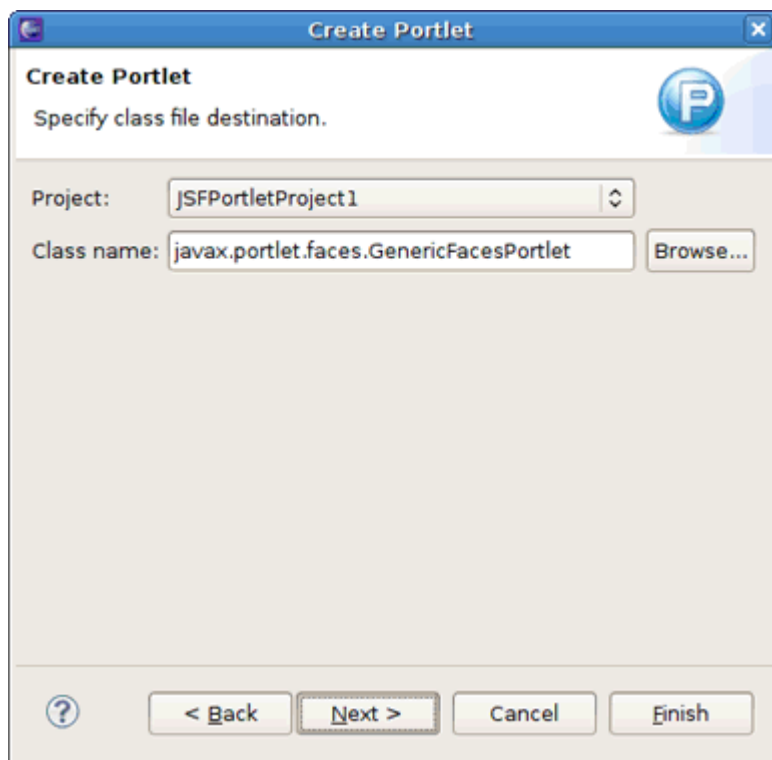 Create Portlet
Create Portlet
Specify class file destination.
P
Project: JSFPortletProject1
Class name: javax.portlet.faces.GenericFacesPortlet Browse...
? < Back Next > Cancel Finish